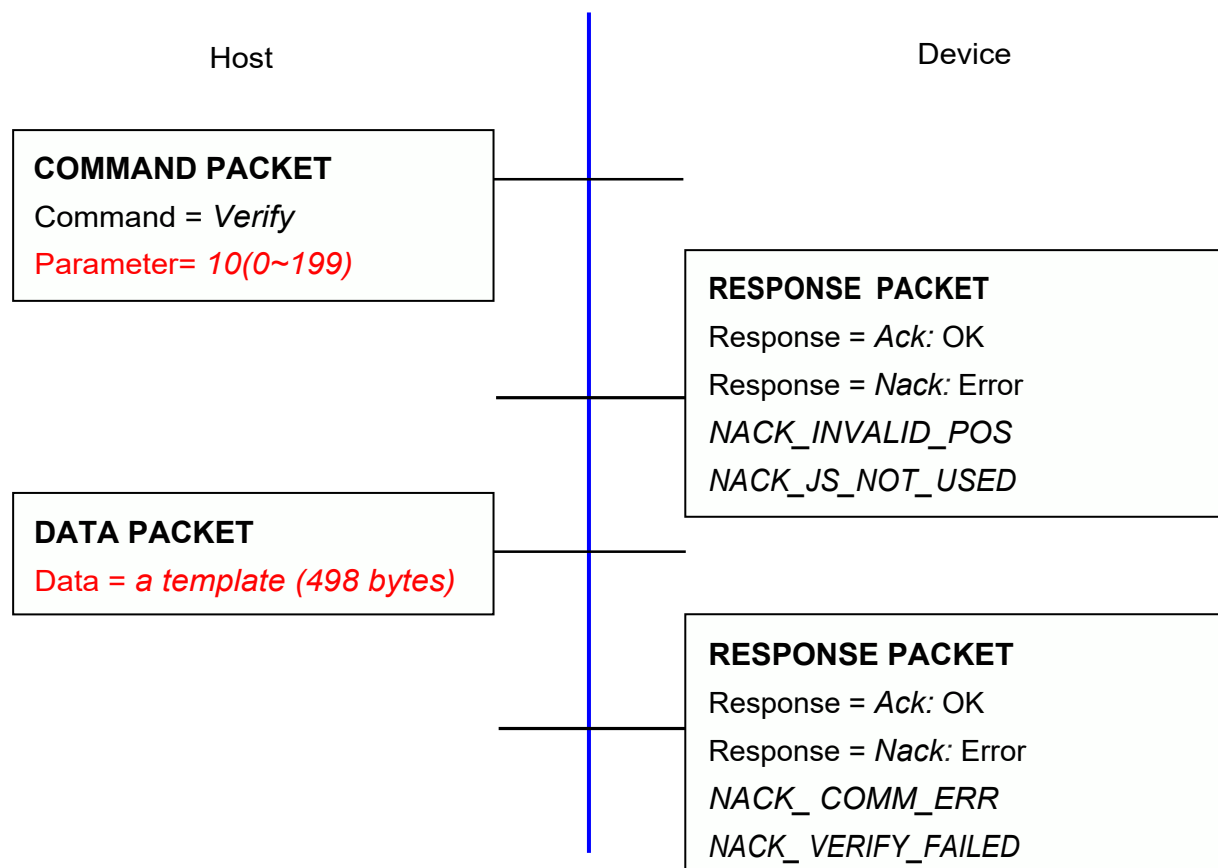 Host
Device
COMMAND PACKET
Command = Verify
Parameter= 10(0~199)
RESPONSE PACKET
Response = Ack: OK
Response = Nack: Error
NACK_INVALID_POS
NACK_JS_NOT_USED
DATA PACKET
Data = a template (498 bytes)
RESPONSE PACKET
Response = Ack: OK
Response = Nack: Error
NACK_ COMM_ERR
NACK_ VERIFY_FAILED